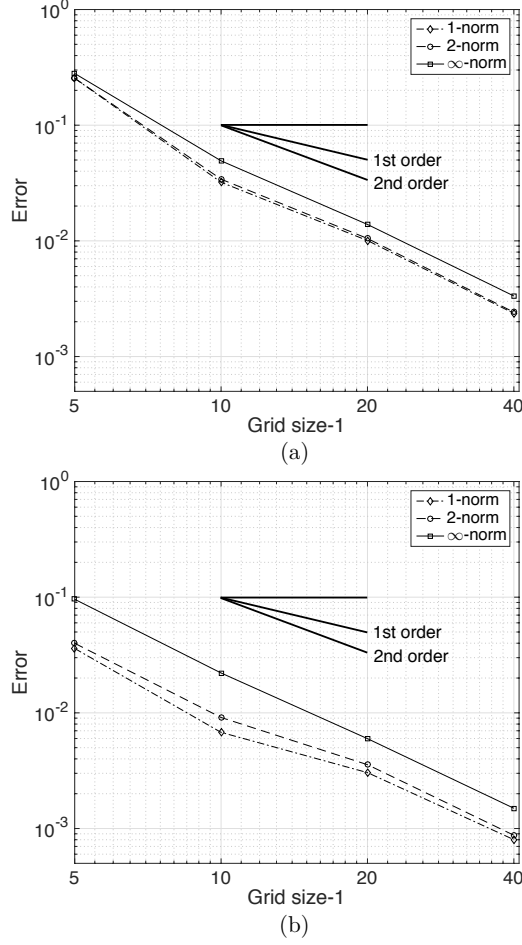 10^0
1-norm
2-norm
∞-norm
10^-1
1st order
2nd order
Error
10^-2
10^-3
5 10 20 40
Grid size-1
(a)
10^0
1-norm
2-norm
∞-norm
10^-1
1st order
2nd order
Error
10^-2
10^-3
5 10 20 40
Grid size-1
(b)